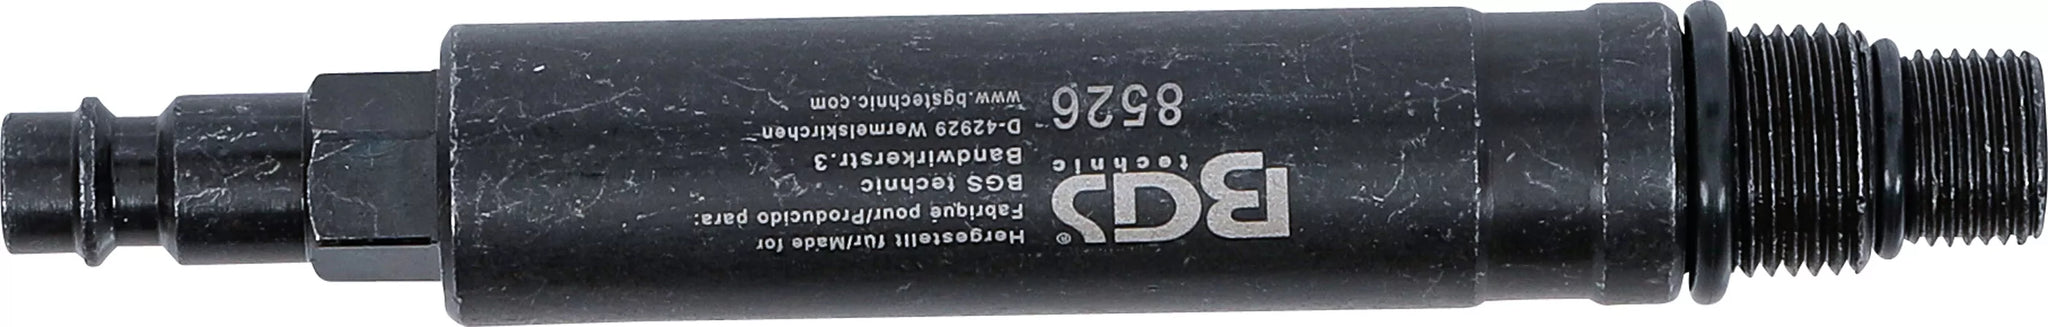 BGS®
technic
8526
Hergestellt für/Made for
Fabriqué pour/Producido para:
BGS technic
Bandwirkerstr.3
D-42929 Wermelskirchen
www.bgstechnic.com